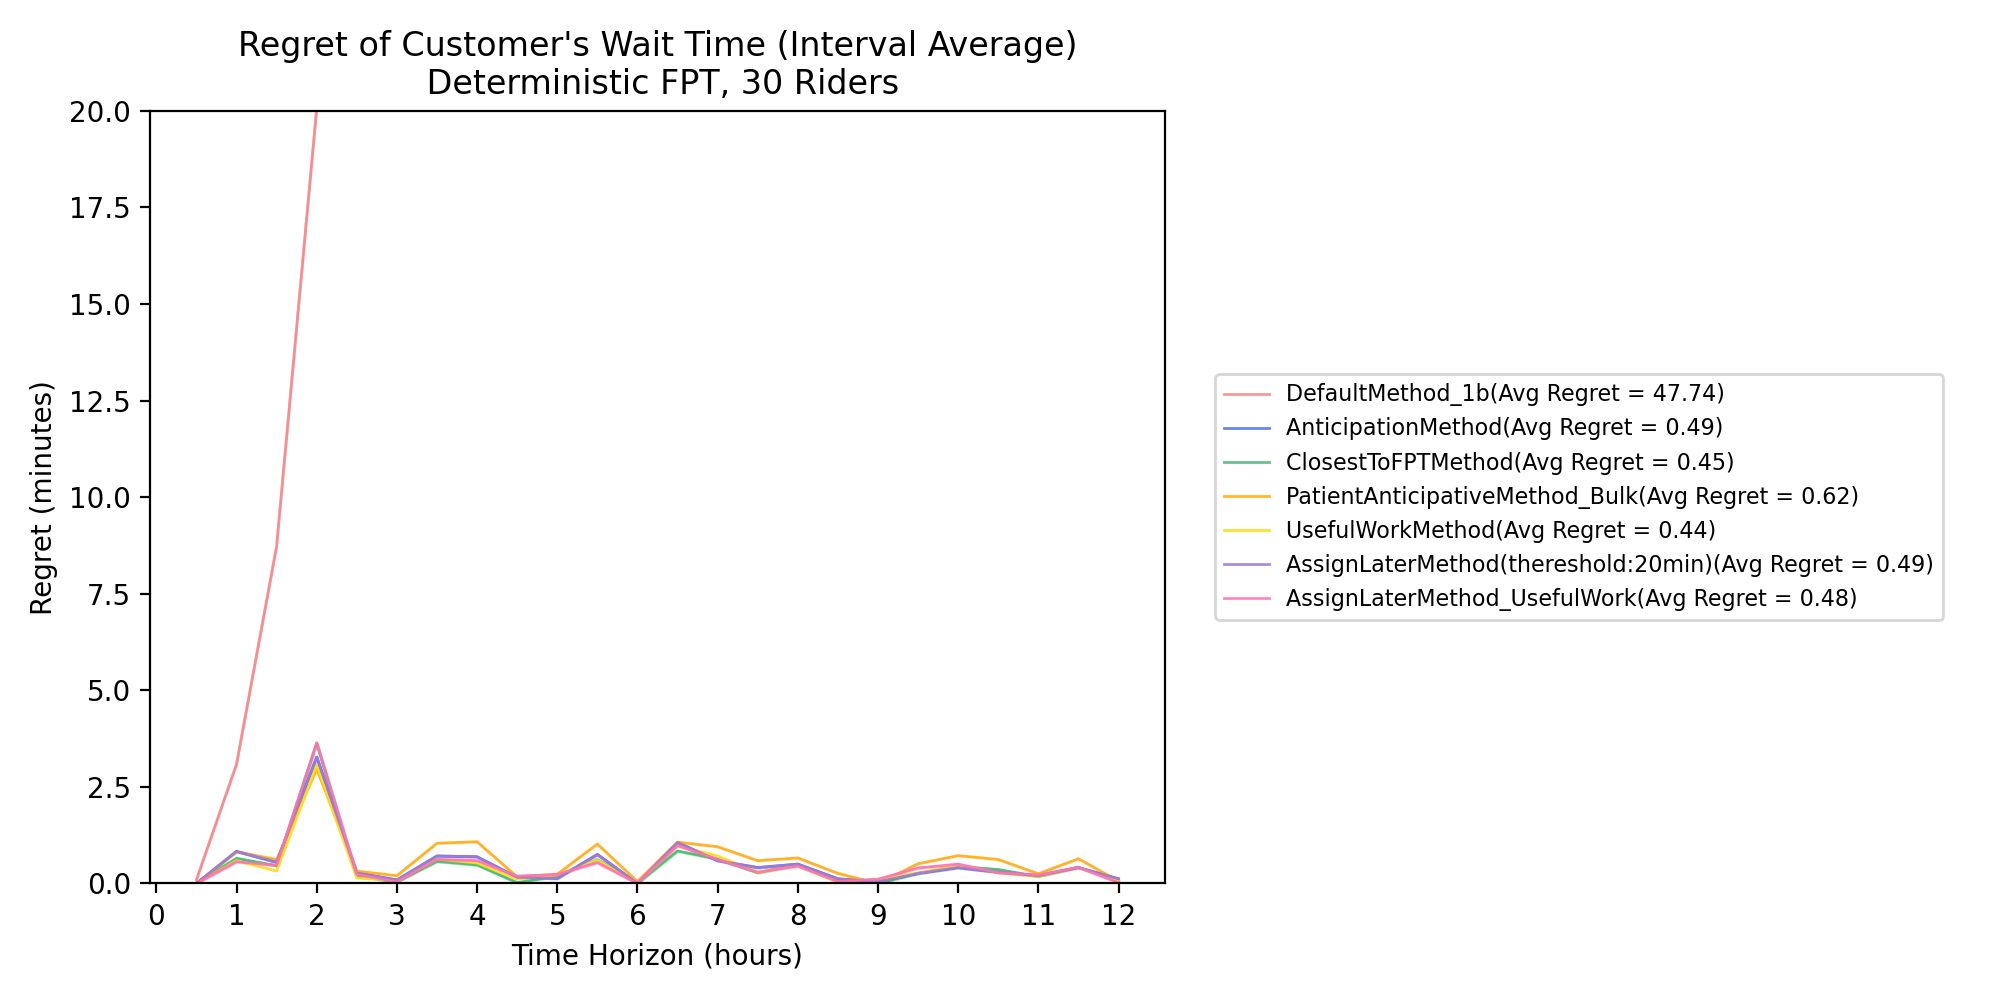 Regret of Customer's Wait Time (Interval Average)
Deterministic FPT, 30 Riders
20.0
17.5
15.0
12.5
10.0
7.5
5.0
2.5
0.0
Regret (minutes)
0 1 2 3 4 5 6 7 8 9 10 11 12
Time Horizon (hours)
DefaultMethod_1b(Avg Regret = 47.74)
AnticipationMethod(Avg Regret = 0.49)
ClosestToFPTMethod(Avg Regret = 0.45)
PatientAnticipativeMethod_Bulk(Avg Regret = 0.62)
UsefulWorkMethod(Avg Regret = 0.44)
AssignLaterMethod(thereshold:20min)(Avg Regret = 0.49)
AssignLaterMethod_UsefulWork(Avg Regret = 0.48)